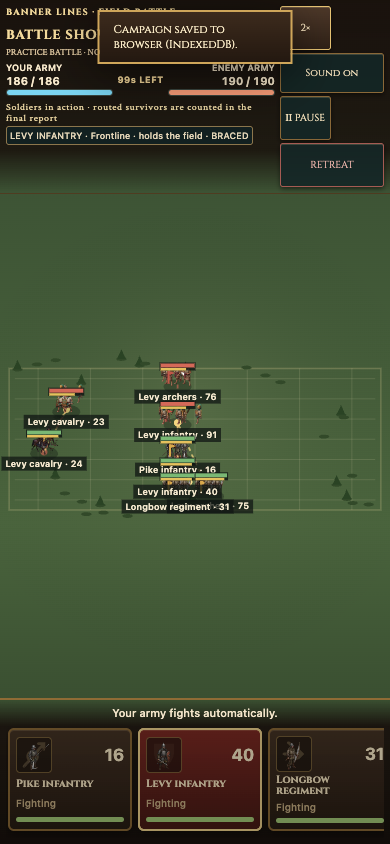 BANNER LINES · FIELD BATTLE
BATTLE SHO
PRACTICE BATTLE · NO
Campaign saved to
browser (IndexedDB).
2×
Sound on
II PAUSE
RETREAT
YOUR ARMY
186 / 186
99s LEFT
ENEMY ARMY
190 / 190
Soldiers in action · routed survivors are counted in the
final report
LEVY INFANTRY · Frontline · holds the field · BRACED
Levy archers · 76
Levy cavalry · 23
Levy infantry · 91
Levy cavalry · 24
Pike infantry · 16
Levy infantry · 40
Longbow regiment · 31
· 75
Your army fights automatically.
16
Pike infantry
Fighting
40
Levy infantry
Fighting
31
Longbow
regiment
Fighting